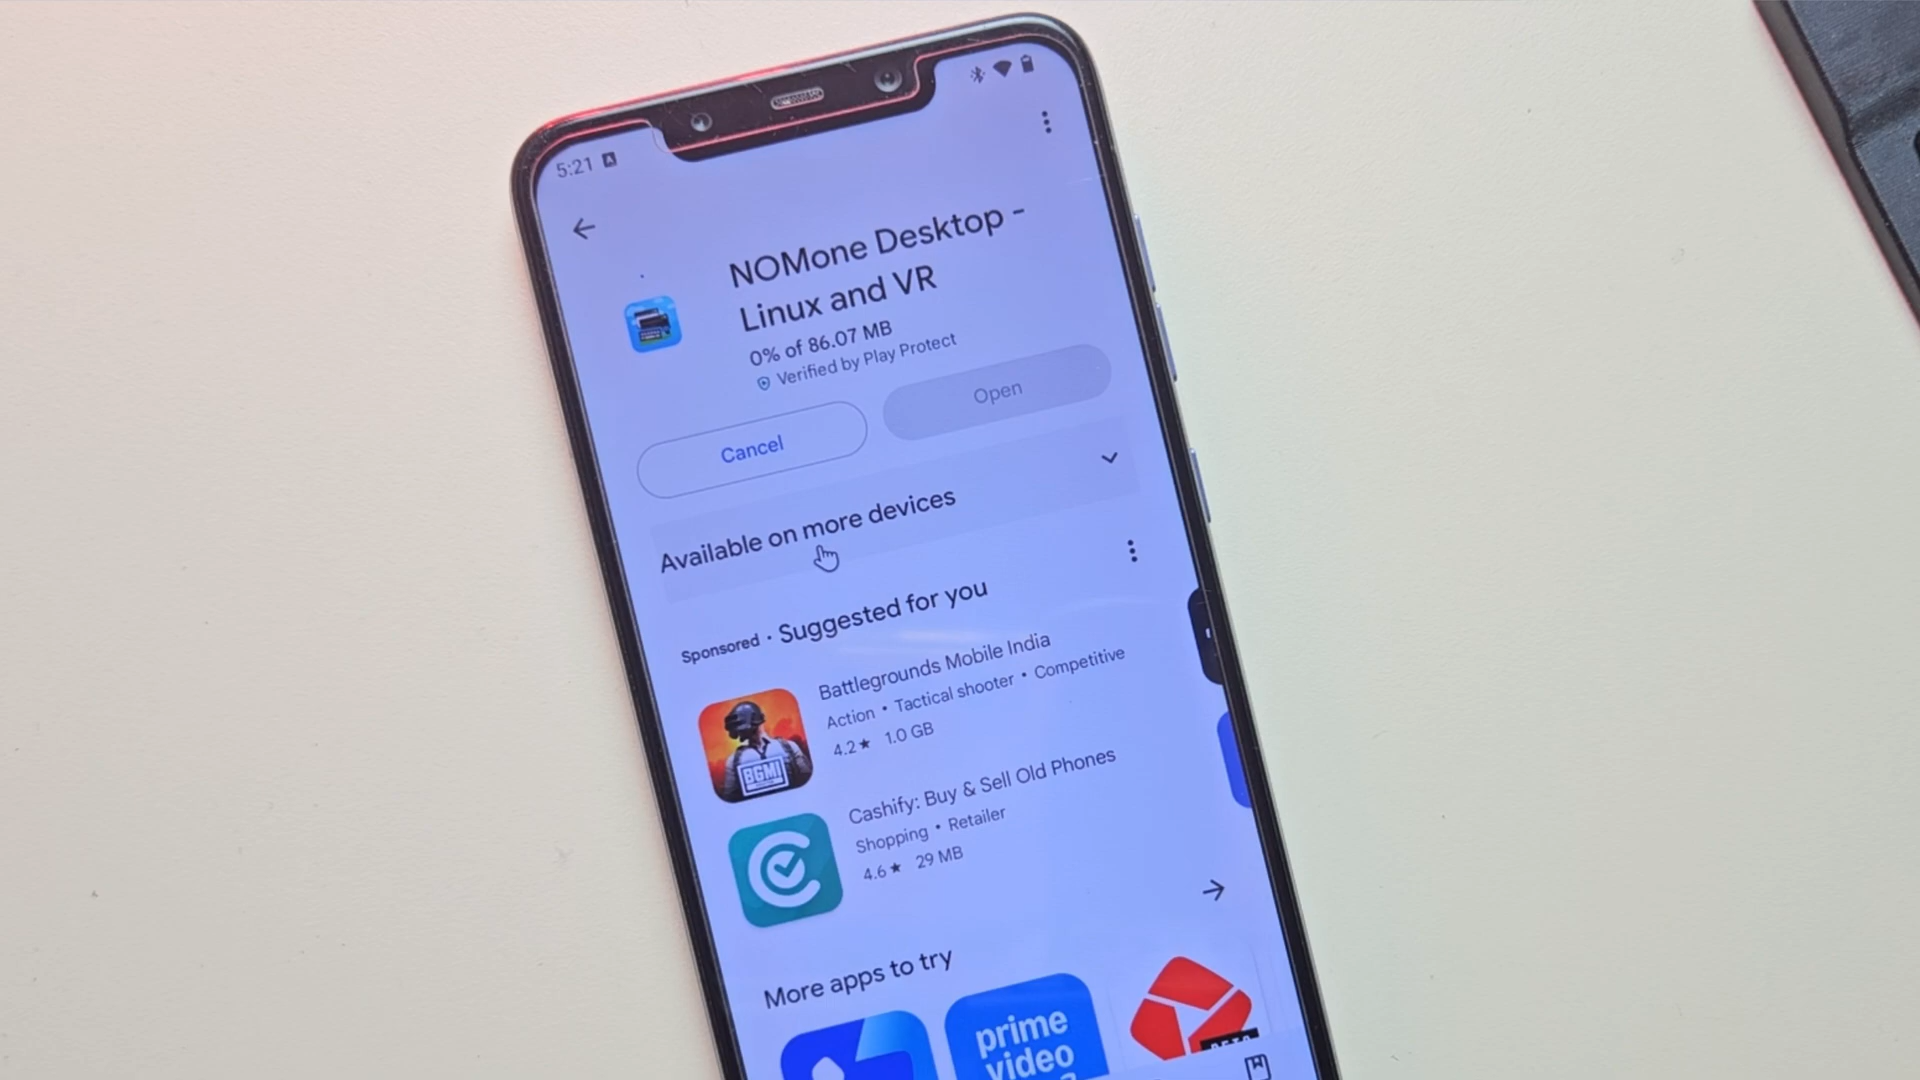 5:21
NOMone Desktop -
Linux and VR
0% of 86.07 MB
Verified by Play Protect
Cancel
Open
Available on more devices
Sponsored · Suggested for you
Battlegrounds Mobile India
Action • Tactical shooter • Competitive
4.2★ 1.0 GB
BGMI
Cashify: Buy & Sell Old Phones
Shopping • Retailer
4.6★ 29 MB
More apps to try
prime
video